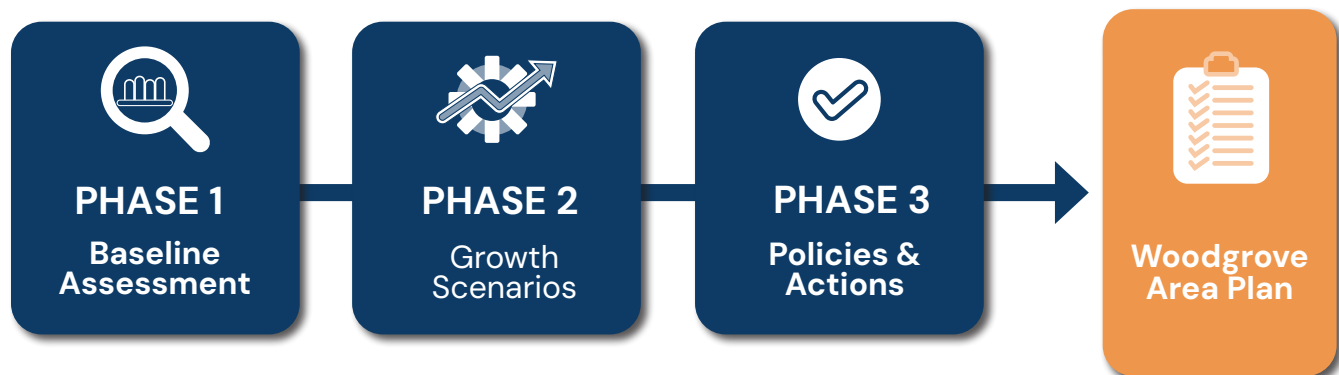 PHASE 1
Baseline
Assessment
PHASE 2
Growth
Scenarios
PHASE 3
Policies &
Actions
Woodgrove
Area Plan